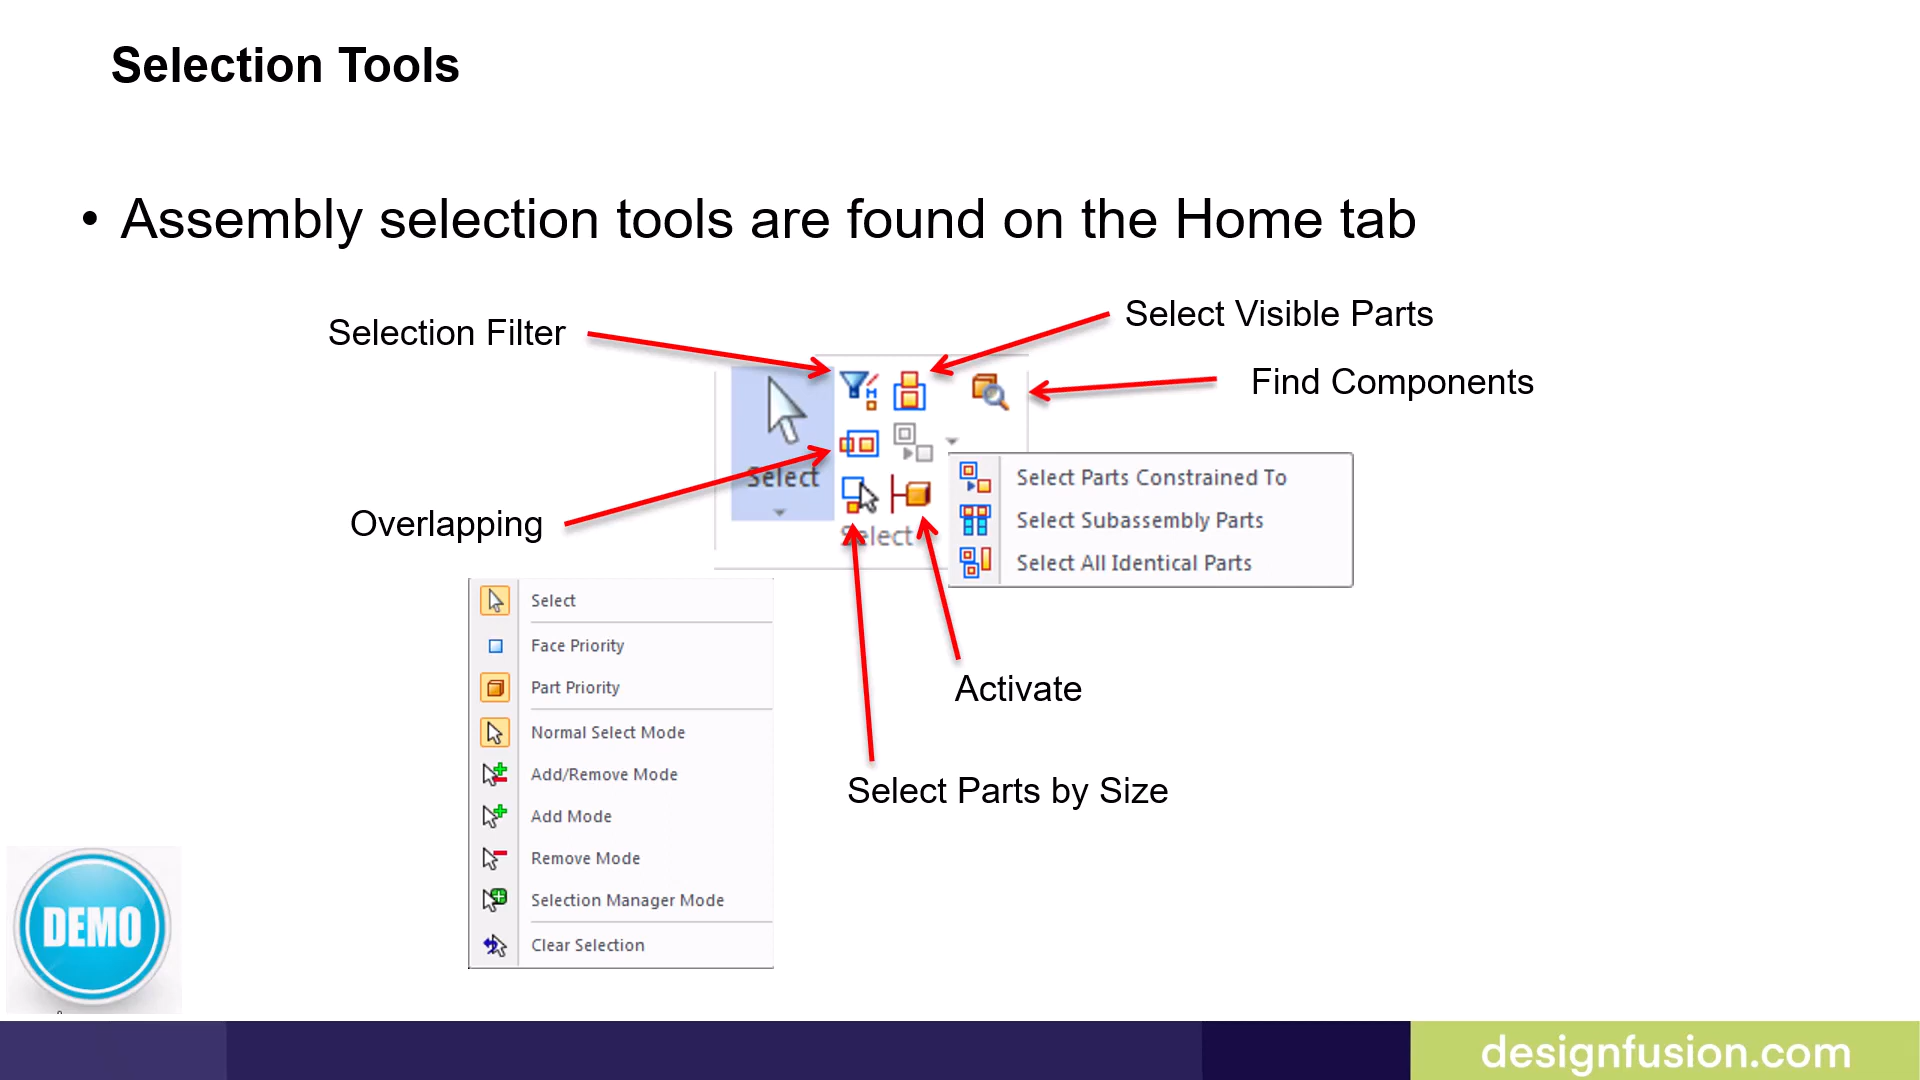 Selection Tools
• Assembly selection tools are found on the Home tab
Selection Filter
Select Visible Parts
Find Components
Select
Overlapping
Select
Select Parts Constrained To
Select Subassembly Parts
Select All Identical Parts
Activate
Select Parts by Size
Select
Face Priority
Part Priority
Normal Select Mode
Add/Remove Mode
Add Mode
Remove Mode
Selection Manager Mode
Clear Selection
DEMO
designfusion.com